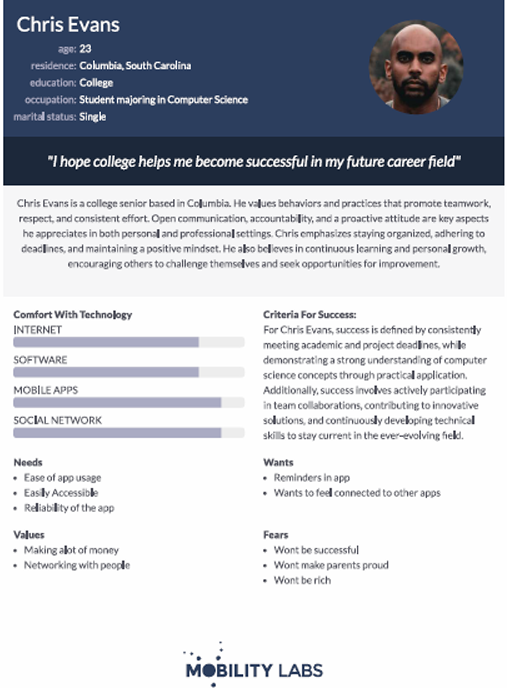 Chris Evans
age: 23
residence: Columbia, South Carolina
education: College
occupation: Student majoring in Computer Science
marital status: Single
"I hope college helps me become successful in my future career field"
Chris Evans is a college senior based in Columbia. He values behaviors and practices that promote teamwork,
respect, and consistent effort. Open communication, accountability, and a proactive attitude are key aspects
he appreciates in both personal and professional settings. Chris emphasizes staying organized, adhering to
deadlines, and maintaining a positive mindset. He also believes in continuous learning and personal growth,
encouraging others to challenge themselves and seek opportunities for improvement.
Comfort With Technology
INTERNET
SOFTWARE
MOBILE APPS
SOCIAL NETWORK
Criteria For Success:
For Chris Evans, success is defined by consistently
meeting academic and project deadlines, while
demonstrating a strong understanding of computer
science concepts through practical application.
Additionally, success involves actively participating
in team collaborations, contributing to innovative
solutions, and continuously developing technical
skills to stay current in the ever-evolving field.
Needs
• Ease of app usage
• Easily Accessible
• Reliability of the app
Wants
• Reminders in app
• Wants to feel connected to other apps
Values
• Making alot of money
• Networking with people
Fears
• Wont be successful
• Wont make parents proud
• Wont be rich
MOBILITY LABS